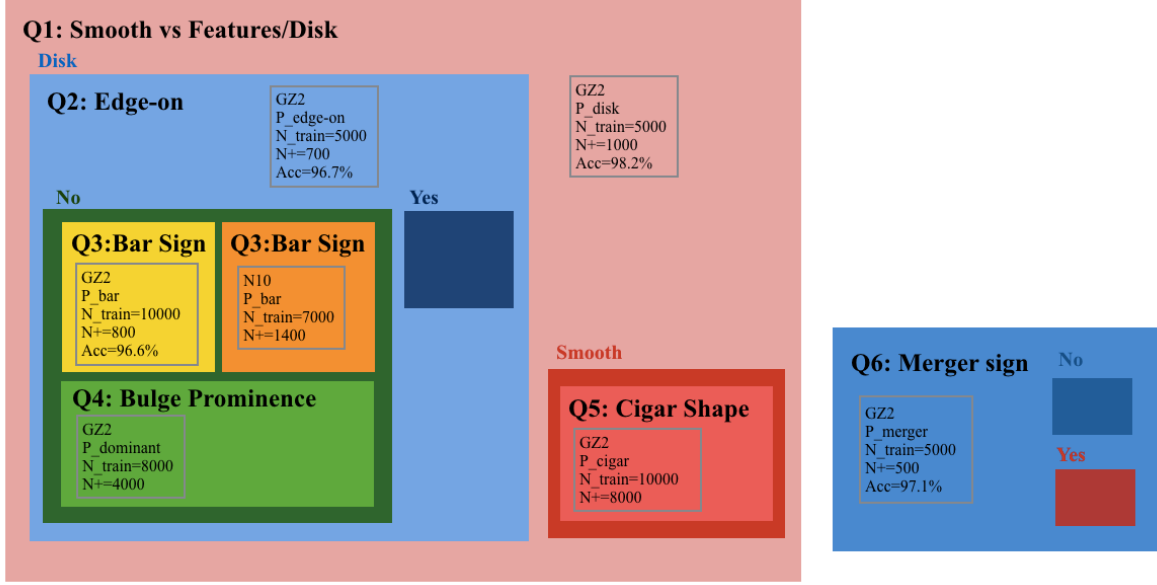 Q1: Smooth vs Features/Disk
Disk
Q2: Edge-on
GZ2
P_edge-on
N_train=5000
N+=700
Acc=96.7%
GZ2
P_disk
N_train=5000
N+=1000
Acc=98.2%
No
Yes
Q3:Bar Sign
GZ2
P_bar
N_train=10000
N+=800
Acc=96.6%
Q3:Bar Sign
N10
P_bar
N_train=7000
N+=1400
Q4: Bulge Prominence
GZ2
P_dominant
N_train=8000
N+=4000
Smooth
Q5: Cigar Shape
GZ2
P_cigar
N_train=10000
N+=8000
Q6: Merger sign
GZ2
P_merger
N_train=5000
N+=500
Acc=97.1%
No
Yes